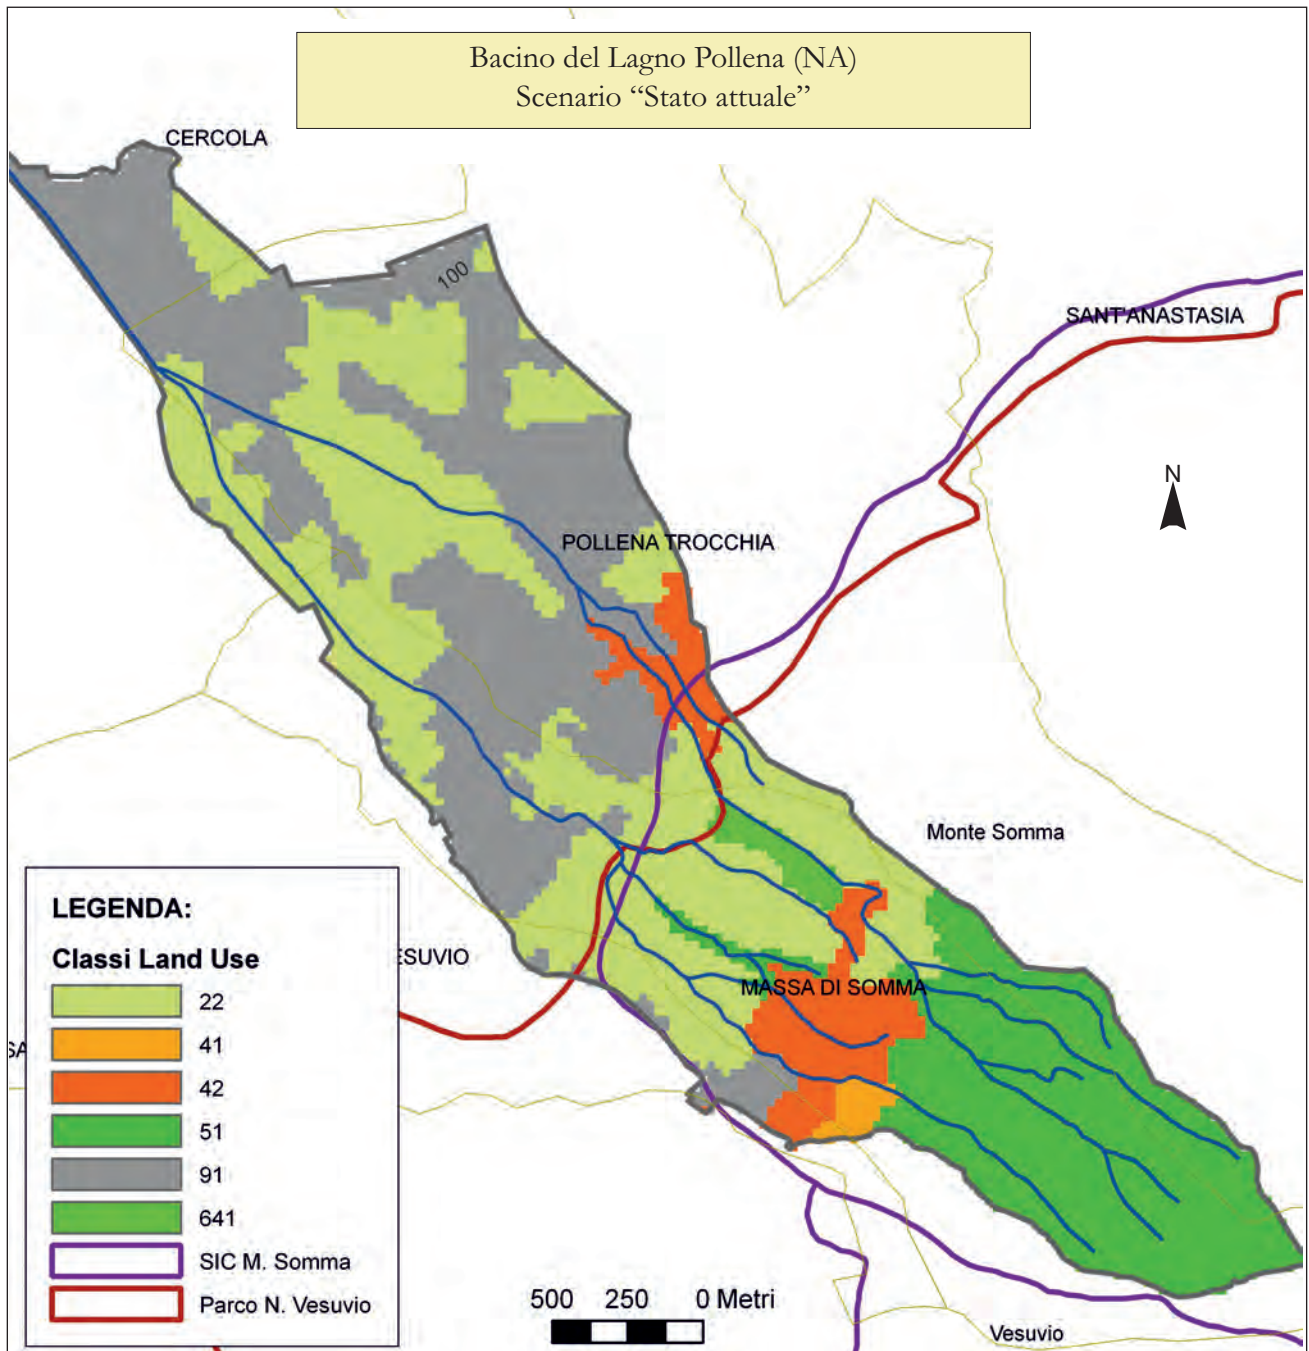 Bacino del Lagno Pollena (NA)
Scenario “Stato attuale”
CERCOLA
100
SANT'ANASTASIA
N
POLLENA TROCCHIA
Monte Somma
ESUVIO
MASSA DI SOMMA
SA
LEGENDA:
Classi Land Use
22
41
42
51
91
641
SIC M. Somma
Parco N. Vesuvio
500 250 0 Metri
Vesuvio